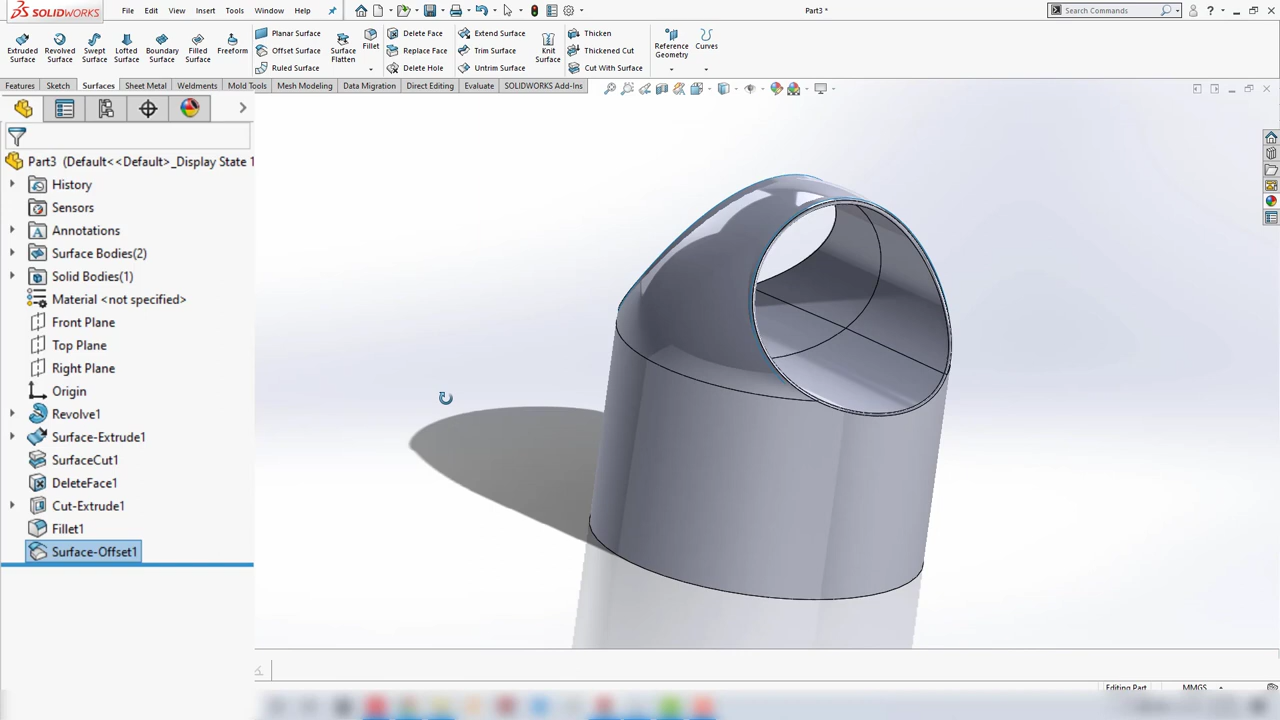 SOLIDWORKS File Edit View Insert Tools Window Help Part3 * Search Commands
Extruded Surface Revolved Surface Swept Surface Lofted Surface Boundary Surface Filled Surface Freeform Planar Surface Offset Surface Ruled Surface Surface Flatten Fillet Delete Face Replace Face Delete Hole Extend Surface Trim Surface Untrim Surface Knit Surface Thicken Thickened Cut Cut With Surface Reference Geometry Curves
Features Sketch Surfaces Sheet Metal Weldments Mold Tools Mesh Modeling Data Migration Direct Editing Evaluate SOLIDWORKS Add-Ins
Part3 (Default<<Default>_Display State 1
History
Sensors
Annotations
Surface Bodies(2)
Solid Bodies(1)
Material <not specified>
Front Plane
Top Plane
Right Plane
Origin
Revolve1
Surface-Extrude1
SurfaceCut1
DeleteFace1
Cut-Extrude1
Fillet1
Surface-Offset1
Editing Part MMGS